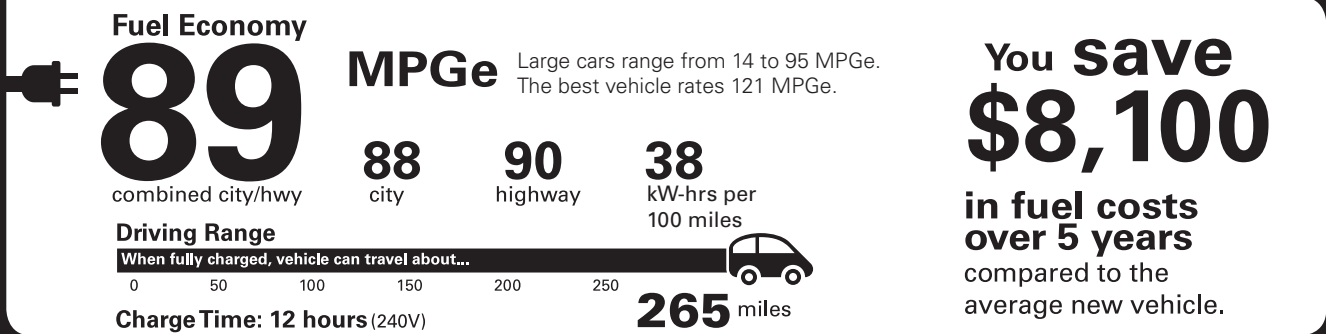 Fuel Economy
89
combined city/hwy
MPGe
Large cars range from 14 to 95 MPGe.
The best vehicle rates 121 MPGe.
88
city
90
highway
38
kW-hrs per
100 miles
Driving Range
When fully charged, vehicle can travel about...
0 50 100 150 200 250
265 miles
Charge Time: 12 hours (240V)
You save
$8,100
in fuel costs
over 5 years
compared to the
average new vehicle.